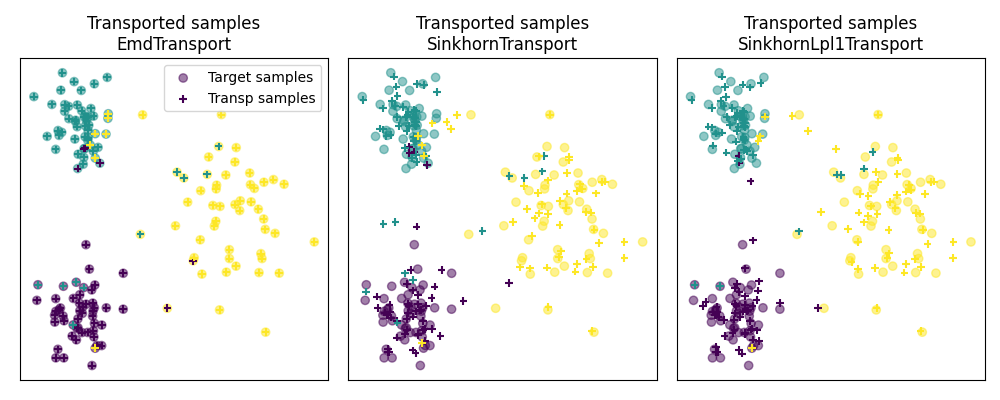 Transported samples
EmdTransport
Transported samples
SinkhornTransport
Transported samples
SinkhornLpl1Transport
Target samples
Transp samples